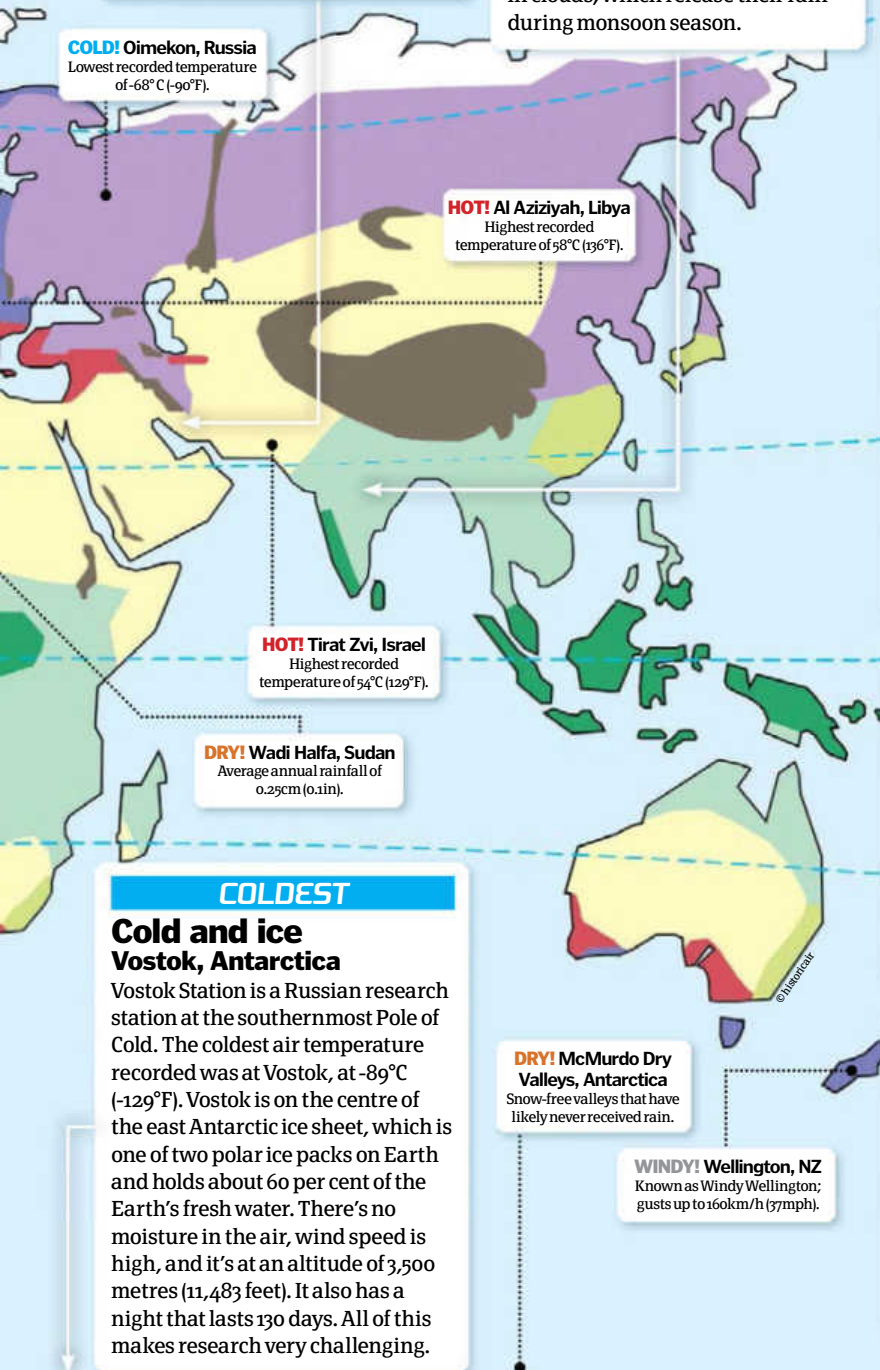 in clouds, which release their rain
during monsoon season.
COLD! Oimekon, Russia
Lowest recorded temperature
of -68° C (-90°F).
HOT! Al Aziziyah, Libya
Highest recorded
temperature of 58°C (136°F).
HOT! Tirat Zvi, Israel
Highest recorded
temperature of 54°C (129°F).
DRY! Wadi Halfa, Sudan
Average annual rainfall of
0.25cm (0.1in).
COLDEST
Cold and ice
Vostok, Antarctica
Vostok Station is a Russian research
station at the southernmost Pole of
Cold. The coldest air temperature
recorded was at Vostok, at -89°C
(-129°F). Vostok is on the centre of
the east Antarctic ice sheet, which is
one of two polar ice packs on Earth
and holds about 60 per cent of the
Earth's fresh water. There's no
moisture in the air, wind speed is
high, and it's at an altitude of 3,500
metres (11,483 feet). It also has a
night that lasts 130 days. All of this
makes research very challenging.
© historicair
DRY! McMurdo Dry
Valleys, Antarctica
Snow-free valleys that have
likely never received rain.
WINDY! Wellington, NZ
Known as Windy Wellington;
gusts up to 160km/h (37mph).